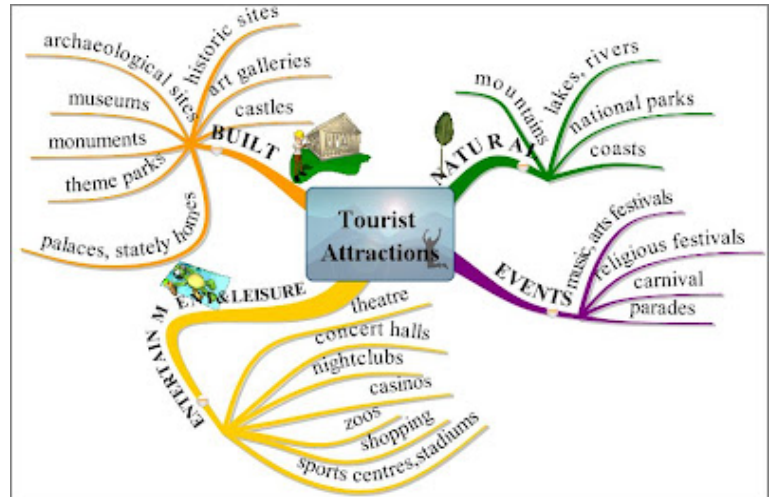 Tourist
Attractions
BUILT
archaeological sites
historic sites
art galleries
castles
museums
monuments
theme parks
palaces, stately homes
NATURAL
mountains
lakes, rivers
national parks
coasts
EVENTS
music, arts festivals
religious festivals
carnival
parades
ENTERTAINMENT&LEISURE
theatre
concert halls
nightclubs
casinos
zoos
shopping
sports centres,stadiums